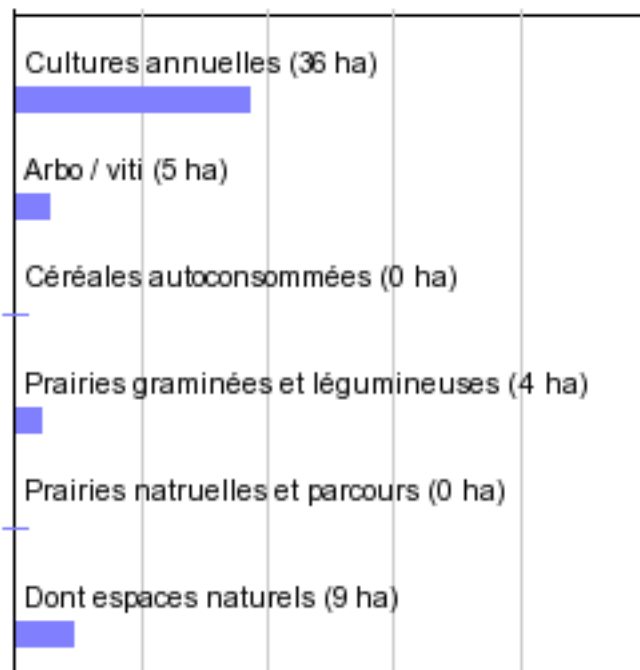 Cultures annuelles (36 ha)
Arbo / viti (5 ha)
Céréales autoconsommées (0 ha)
Prairies graminées et légumineuses (4 ha)
Prairies natruelles et parcours (0 ha)
Dont espaces naturels (9 ha)